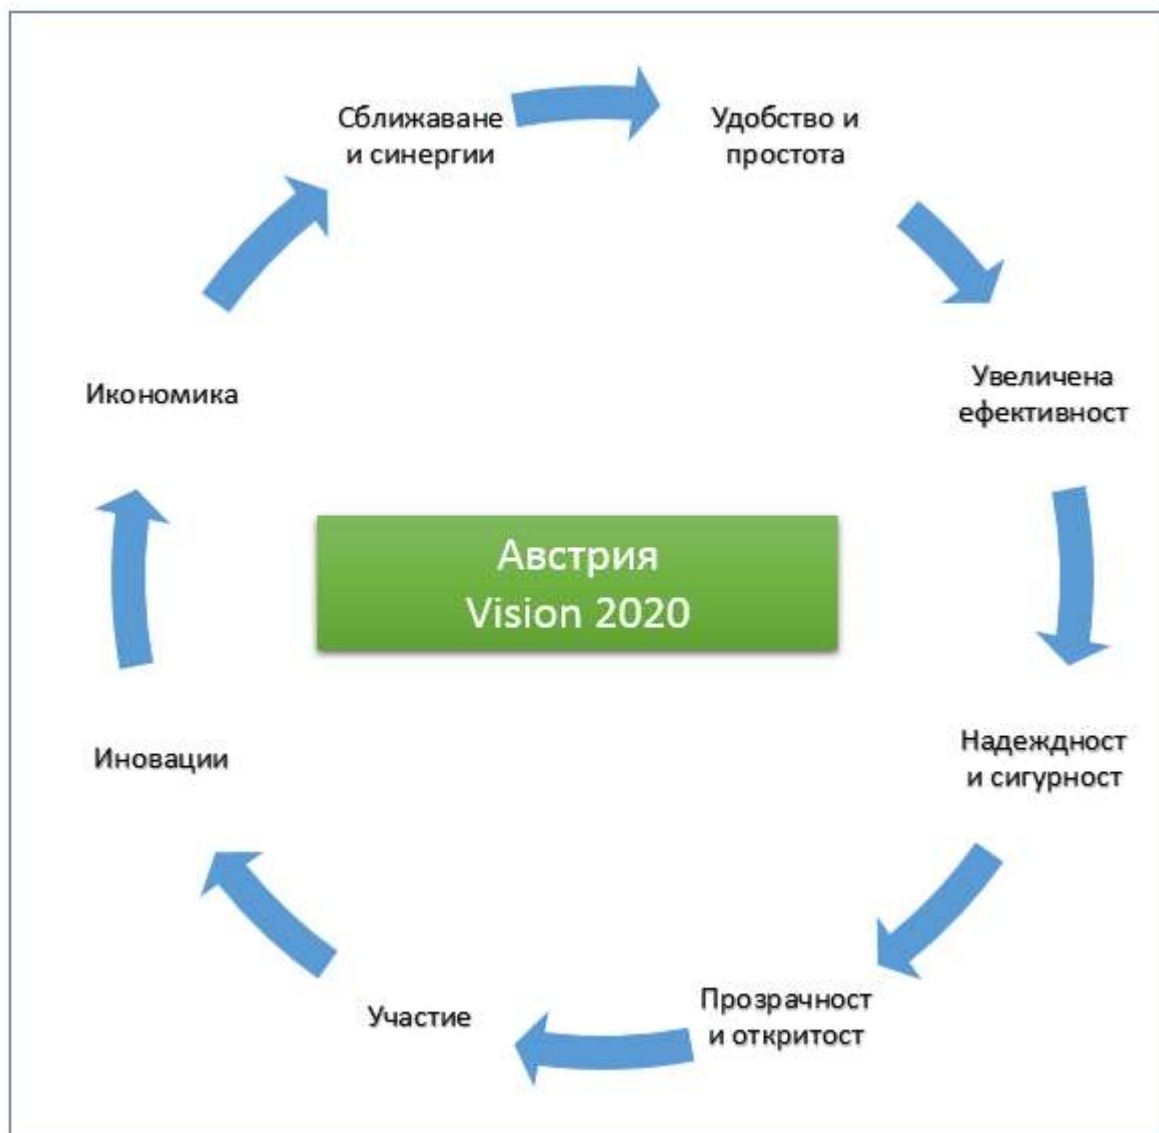 Сближаване
и синергии
Удобство и
простота
Увеличена
ефективност
Надеждност
и сигурност
Прозрачност
и откритост
Участие
Иновации
Икономика
Австрия
Vision 2020